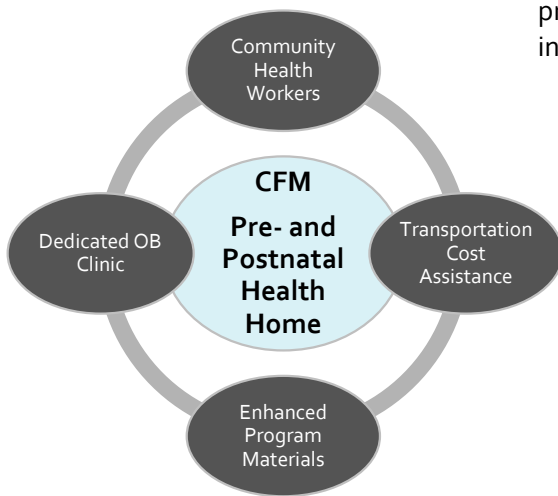 Community
Health
Workers
CFM
Pre- and
Postnatal
Health
Home
Dedicated OB
Clinic
Transportation
Cost
Assistance
Enhanced
Program
Materials